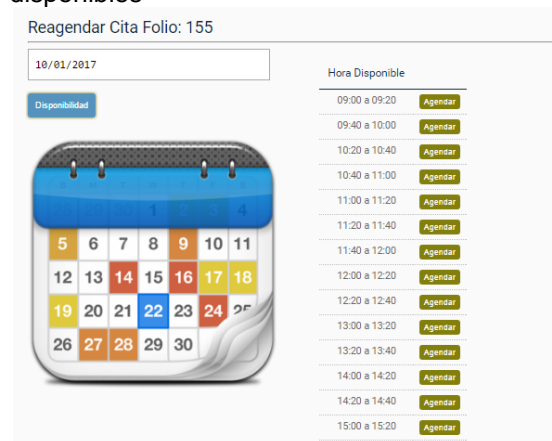 disponibles
Reagendar Cita Folio: 155
10/01/2017
Disponibilidad
1 2 3 4
5 6 7 8 9 10 11
12 13 14 15 16 17 18
19 20 21 22 23 24 25
26 27 28 29 30
Hora Disponible
09:00 a 09:20 Agendar
09:40 a 10:00 Agendar
10:20 a 10:40 Agendar
10:40 a 11:00 Agendar
11:00 a 11:20 Agendar
11:20 a 11:40 Agendar
11:40 a 12:00 Agendar
12:00 a 12:20 Agendar
12:20 a 12:40 Agendar
13:00 a 13:20 Agendar
13:20 a 13:40 Agendar
14:00 a 14:20 Agendar
14:20 a 14:40 Agendar
15:00 a 15:20 Agendar